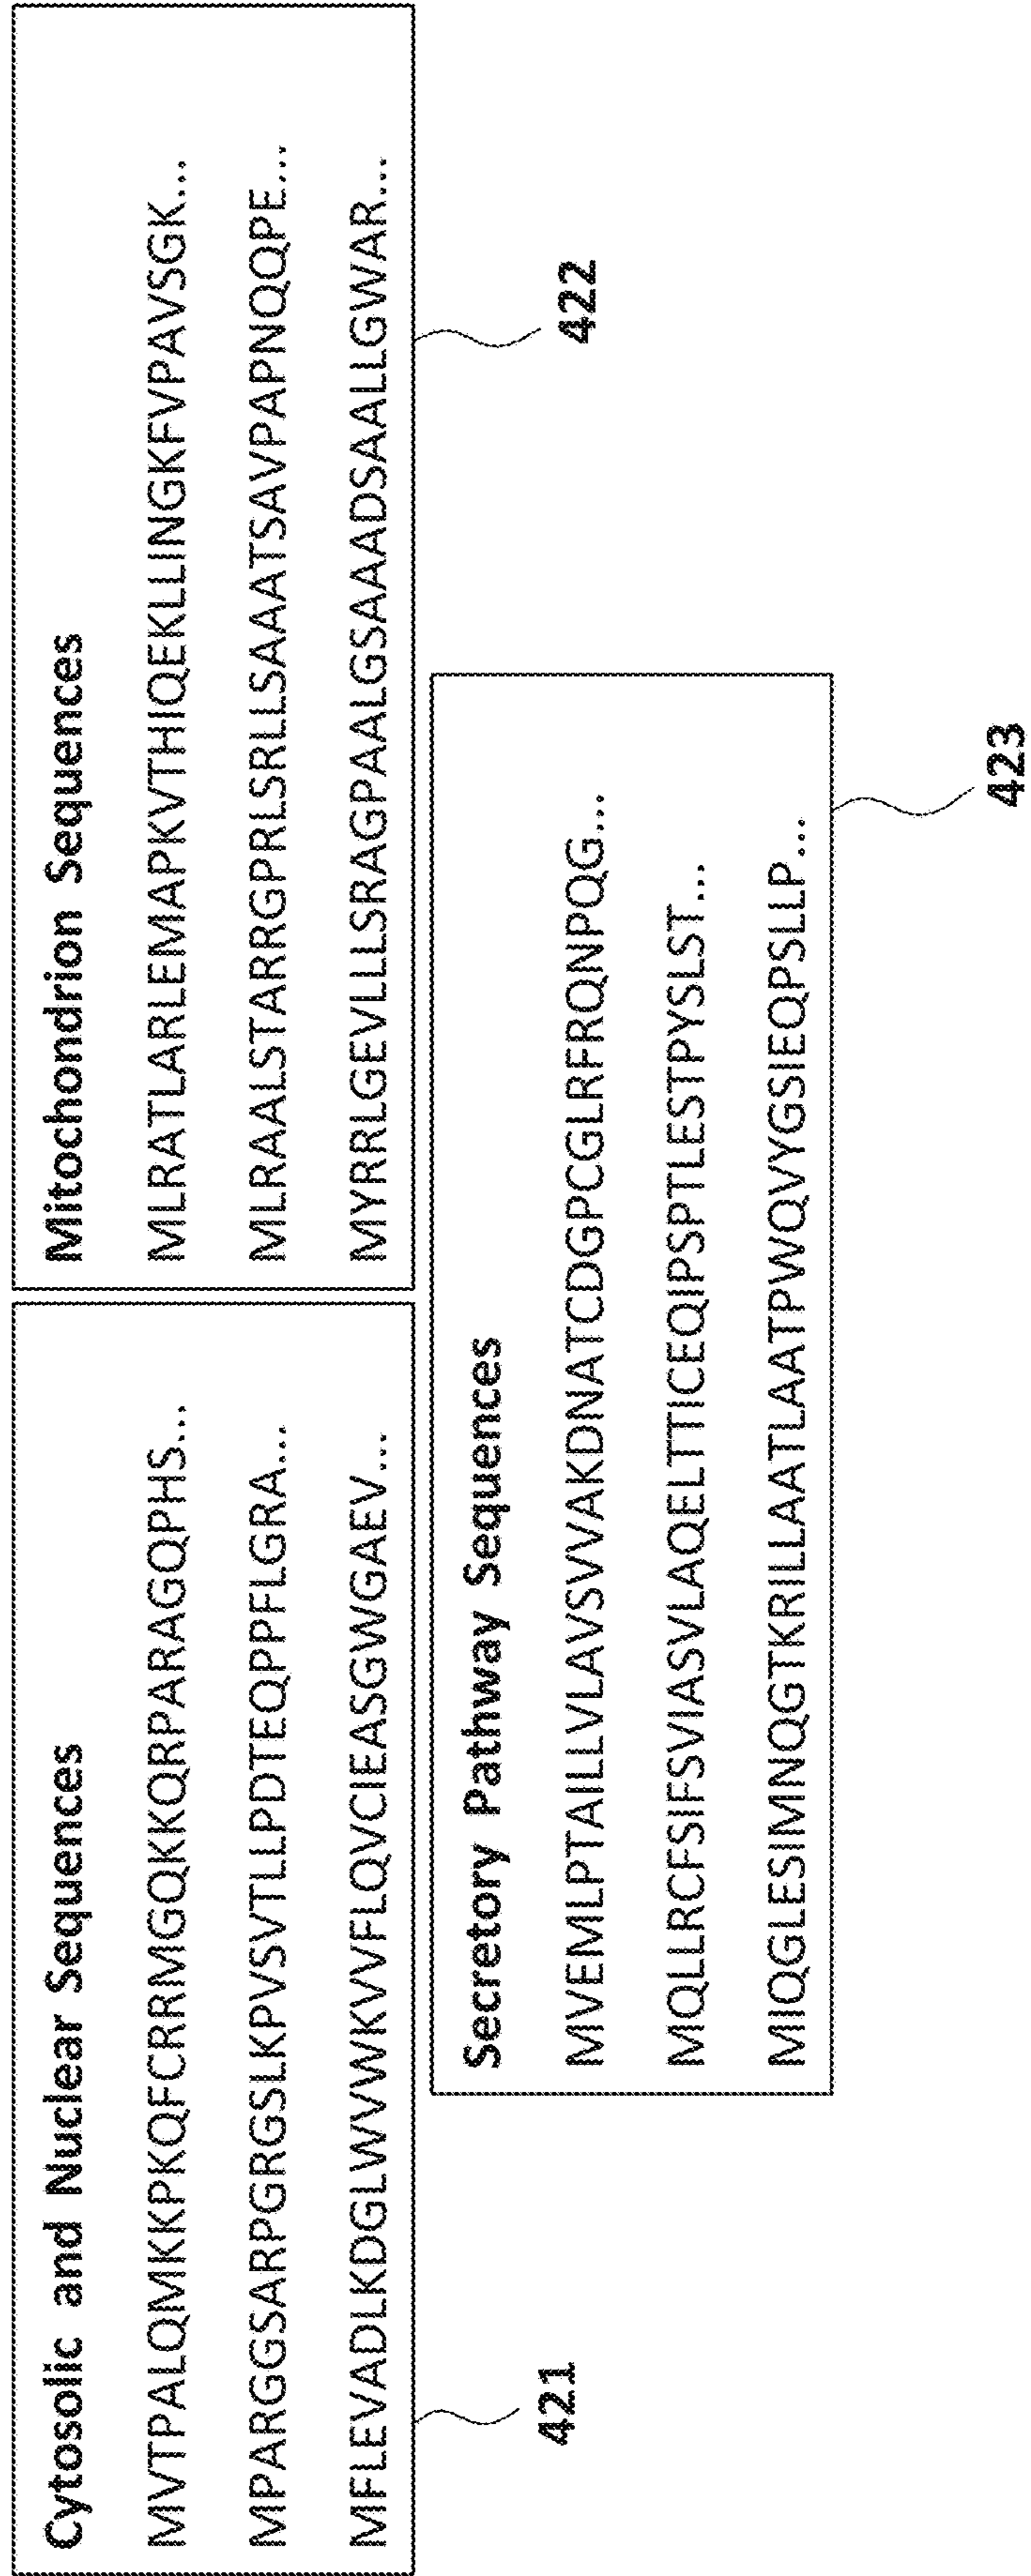 Cytosolic and Nuclear Sequences
MVTPALQMKKPKQFCRRMGQKKQRPARAGQPHS...
MPARGGSARPGRGSLKPVSVTLLPDTEQPPFLGRA...
MFLEVADLKDGLWVWKVVFLQVCIEASGWGAEV...
421
Mitochondrion Sequences
MLRATLARLEMAPKVTHIQEKLLINGKFVPAVSGK...
MLRAALSTARRGPRLSRLLSAAATSAVPAPNQQPE...
MYRRLGEVLLLSRAGPAALGSAAADSAALLGWAR...
422
Secretory Pathway Sequences
MVEMLPTAILLVLAVSVVAKDNATCDGPCGLRFRQNPQG...
MQLLRCFSIFSVIASVLAQELTTICEQIPSPTLESTPYSLST...
MIQGLESIMNQGTKRILLAATLAATPWQVYGSIEQPSLLP...
423